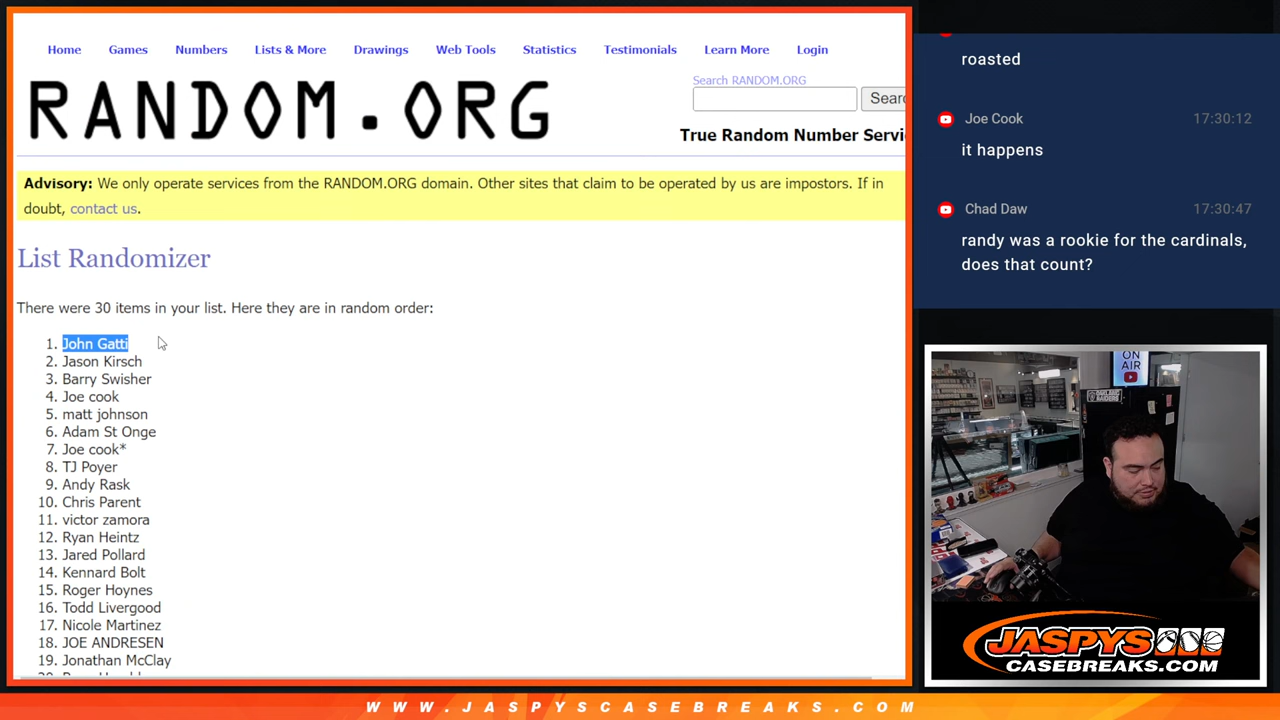 Home Games Numbers Lists & More Drawings Web Tools Statistics Testimonials Learn More Login
RANDOM.ORG
Search RANDOM.ORG
Sear
True Random Number Servi
Advisory: We only operate services from the RANDOM.ORG domain. Other sites that claim to be operated by us are impostors. If in
doubt, contact us.
List Randomizer
There were 30 items in your list. Here they are in random order:
1. John Gatti
2. Jason Kirsch
3. Barry Swisher
4. Joe cook
5. matt johnson
6. Adam St Onge
7. Joe cook*
8. TJ Poyer
9. Andy Rask
10. Chris Parent
11. victor zamora
12. Ryan Heintz
13. Jared Pollard
14. Kennard Bolt
15. Roger Hoynes
16. Todd Livergood
17. Nicole Martinez
18. JOE ANDRESEN
19. Jonathan McClay
roasted
Joe Cook 17:30:12
it happens
Chad Daw 17:30:47
randy was a rookie for the cardinals,
does that count?
ON
AIR
OAKLAND
RAIDERS
JASPYS
CASEBREAKS.COM
WWW.JASPYSCASEBREAKS.COM